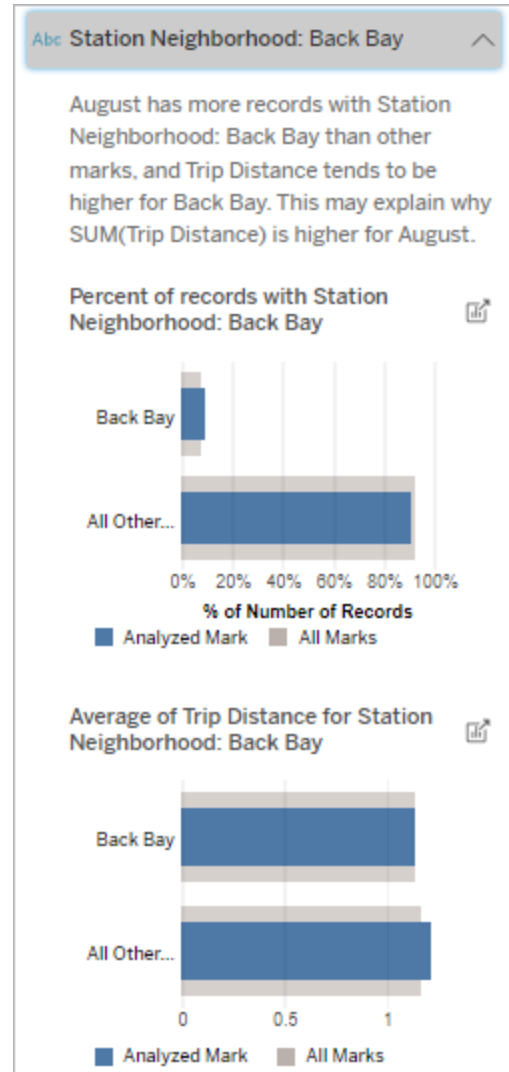 Abc Station Neighborhood: Back Bay
August has more records with Station
Neighborhood: Back Bay than other
marks, and Trip Distance tends to be
higher for Back Bay. This may explain why
SUM(Trip Distance) is higher for August.
Percent of records with Station
Neighborhood: Back Bay
Back Bay
All Other...
0% 20% 40% 60% 80% 100%
% of Number of Records
Analyzed Mark All Marks
Average of Trip Distance for Station
Neighborhood: Back Bay
Back Bay
All Other...
0 0.5 1
Analyzed Mark All Marks